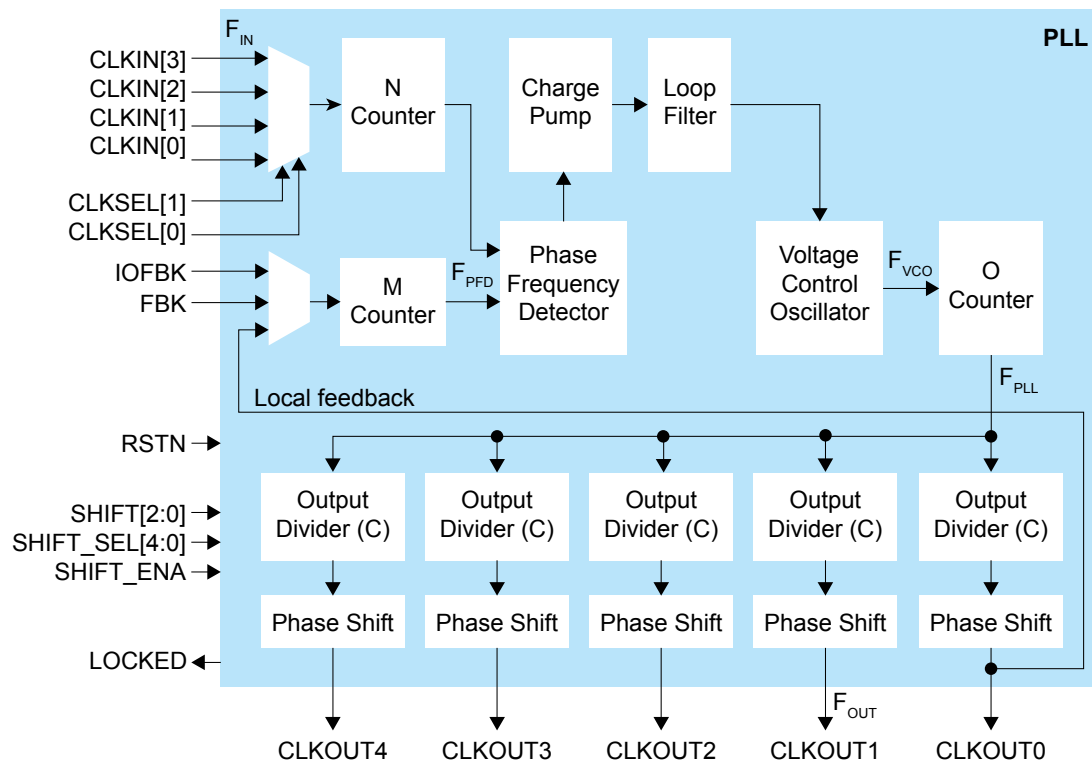 F_IN
PLL
CLKIN[3]
CLKIN[2]
CLKIN[1]
CLKIN[0]
N
Counter
Charge
Pump
Loop
Filter
CLKSEL[1]
CLKSEL[0]
IOFBK
FBK
M
Counter
F_PFD
Phase
Frequency
Detector
Voltage
Control
Oscillator
F_VCO
O
Counter
F_PLL
Local feedback
RSTN
SHIFT[2:0]
SHIFT_SEL[4:0]
SHIFT_ENA
LOCKED
Output
Divider (C)
Output
Divider (C)
Output
Divider (C)
Output
Divider (C)
Output
Divider (C)
Phase Shift
Phase Shift
Phase Shift
Phase Shift
Phase Shift
F_OUT
CLKOUT4
CLKOUT3
CLKOUT2
CLKOUT1
CLKOUT0